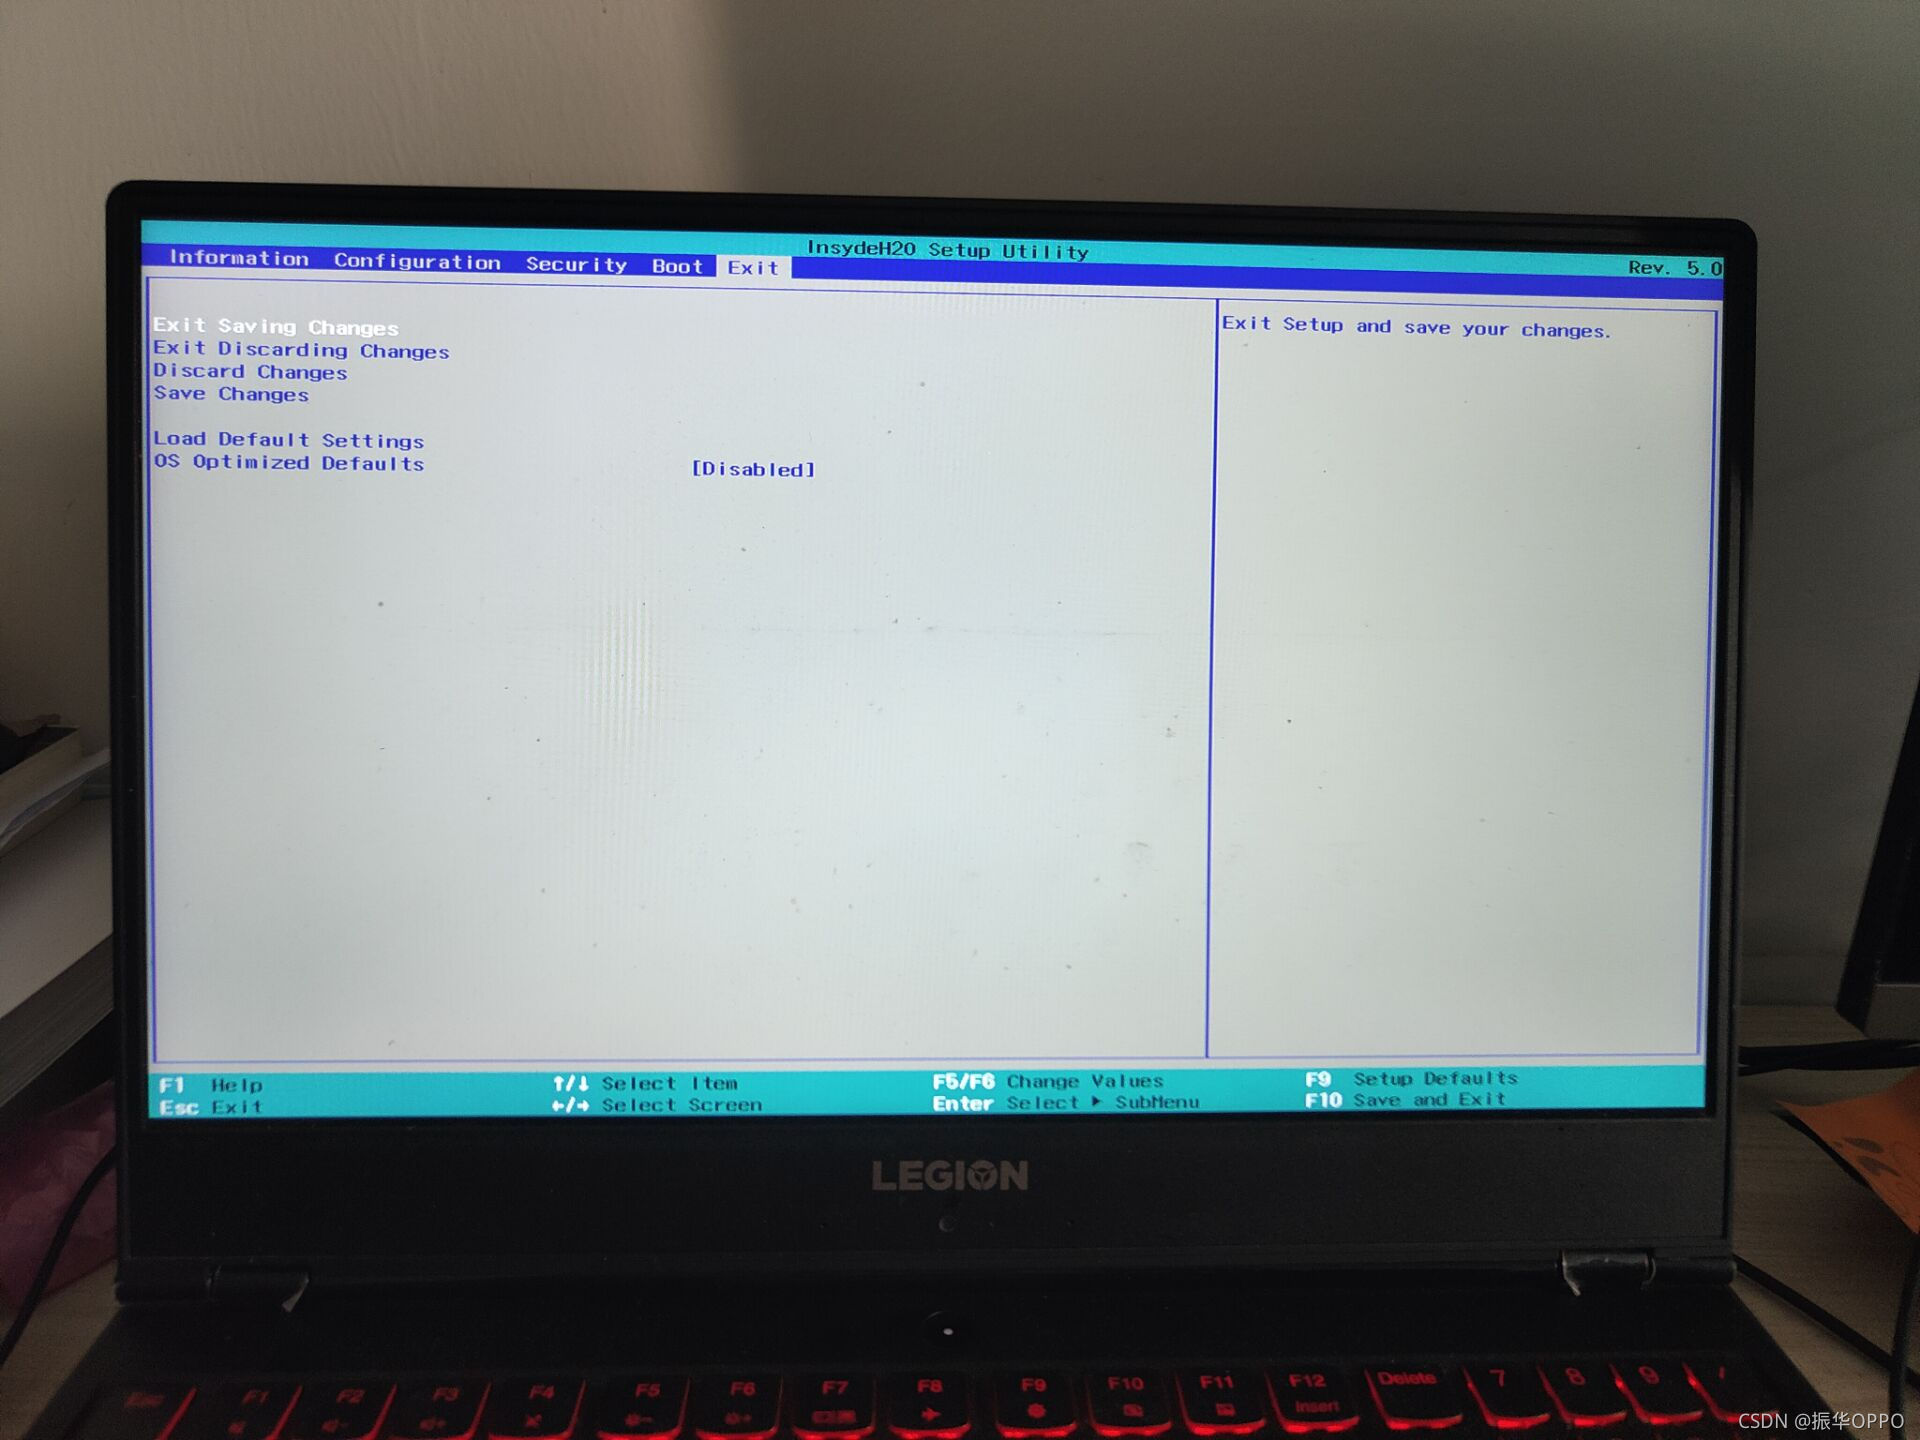 InsydeH20 Setup Utility
Rev. 5.0
Information Configuration Security Boot Exit
Exit Saving Changes
Exit Discarding Changes
Discard Changes
Save Changes
Load Default Settings
OS Optimized Defaults [Disabled]
Exit Setup and save your changes.
F1 Help ↑/↓ Select Item F5/F6 Change Values F9 Setup Defaults
Esc Exit ←/→ Select Screen Enter Select ▶ SubMenu F10 Save and Exit
LEGION
Esc F1 F2 F3 F4 F5 F6 F7 F8 F9 F10 F11 F12 Delete 7 8 9 /
Insert
CSDN @振华OPPO